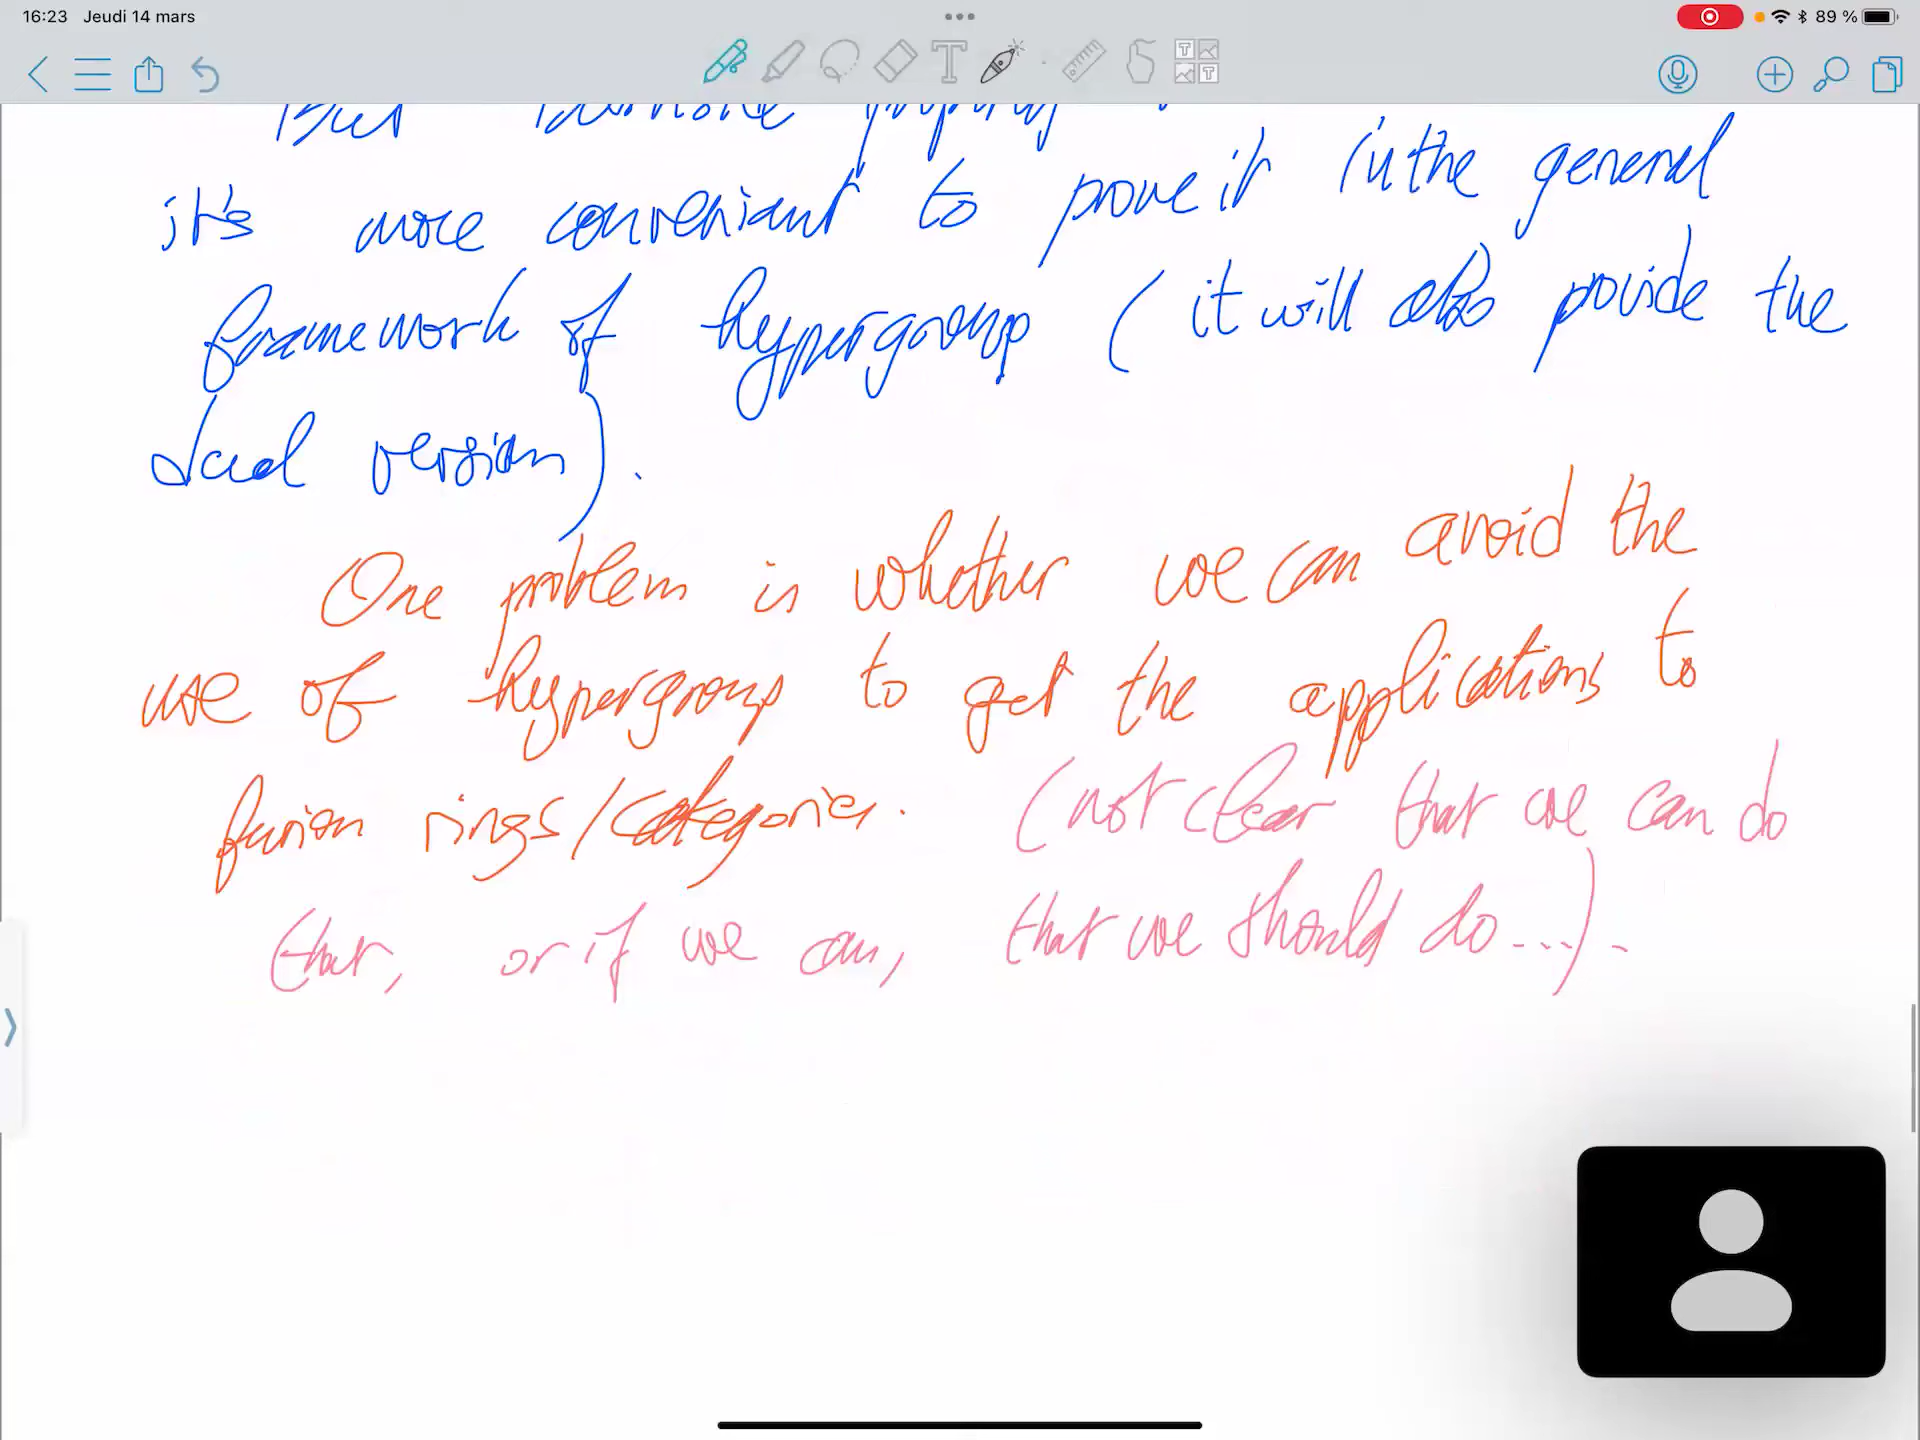 16:23 Jeudi 14 mars
89 %
But
it's more convenient to prove it in the general
framework of hypergroup (it will also provide the
dual version).
One problem is whether we can avoid the
use of hypergroup to get the applications to
fusion rings/categories. (not clear that we can do
that, or if we can, that we should do...).